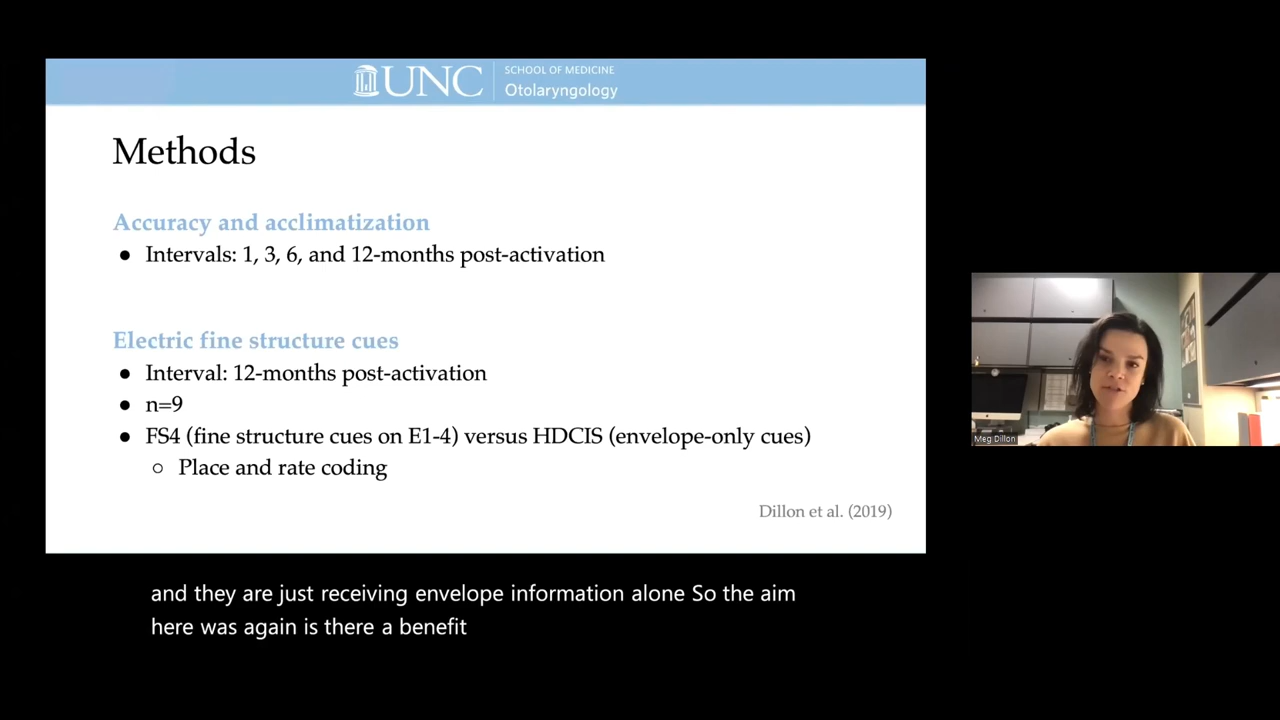 UNC
SCHOOL OF MEDICINE
Otolaryngology
Methods
Accuracy and acclimatization
● Intervals: 1, 3, 6, and 12-months post-activation
Electric fine structure cues
● Interval: 12-months post-activation
● n=9
● FS4 (fine structure cues on E1-4) versus HDCIS (envelope-only cues)
○ Place and rate coding
Dillon et al. (2019)
Meg Dillon
and they are just receiving envelope information alone So the aim
here was again is there a benefit